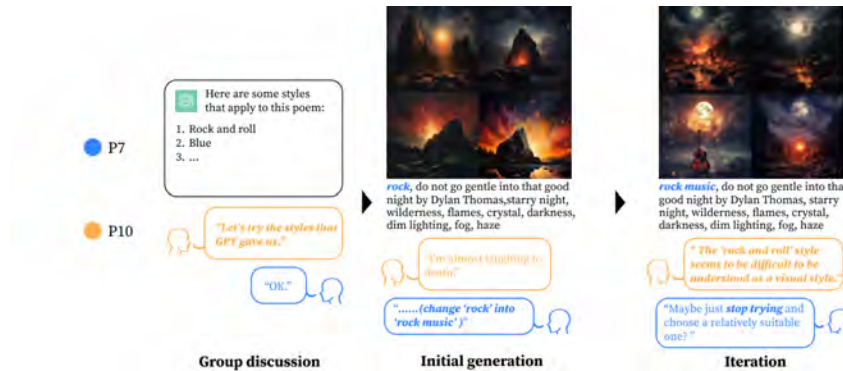 P7
P10
Here are some styles
that apply to this poem:
1. Rock and roll
2. Blue
3. ...
"Let's try the styles that
GPT gave us."
"OK."
Group discussion
rock, do not go gentle into that good
night by Dylan Thomas,starry night,
wilderness, flames, crystal, darkness,
dim lighting, fog, haze
"I'm almost laughing to
death."
"......(change 'rock' into
'rock music' )"
Initial generation
rock music, do not go gentle into tha
good night by Dylan Thomas, starry
night, wilderness, flames, crystal,
darkness, dim lighting, fog, haze
" The 'rock and roll' style
seems to be difficult to be
understood as a visual style."
"Maybe just stop trying and
choose a relatively suitable
one? "
Iteration